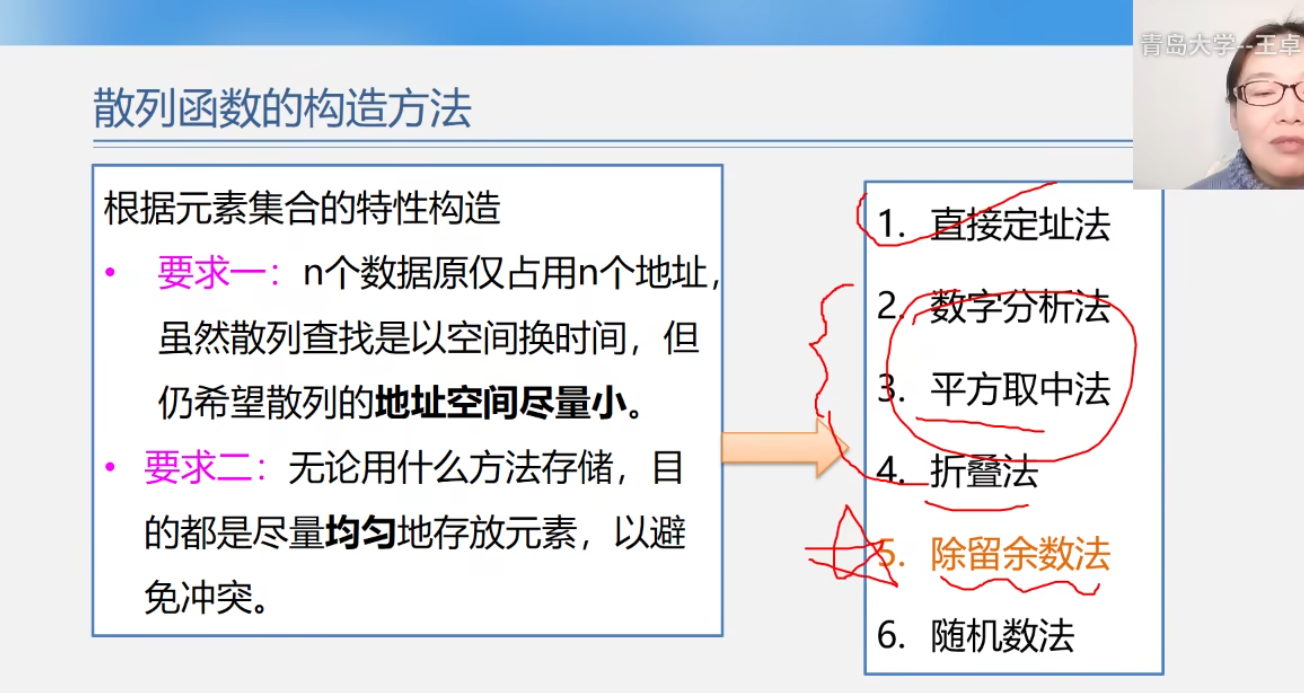 青岛大学--王卓
散列函数的构造方法
根据元素集合的特性构造
• 要求一：n个数据原仅占用n个地址，
虽然散列查找是以空间换时间，但
仍希望散列的地址空间尽量小。
• 要求二：无论用什么方法存储，目
的都是尽量均匀地存放元素，以避
免冲突。
1. 直接定址法
2. 数字分析法
3. 平方取中法
4. 折叠法
5. 除留余数法
6. 随机数法